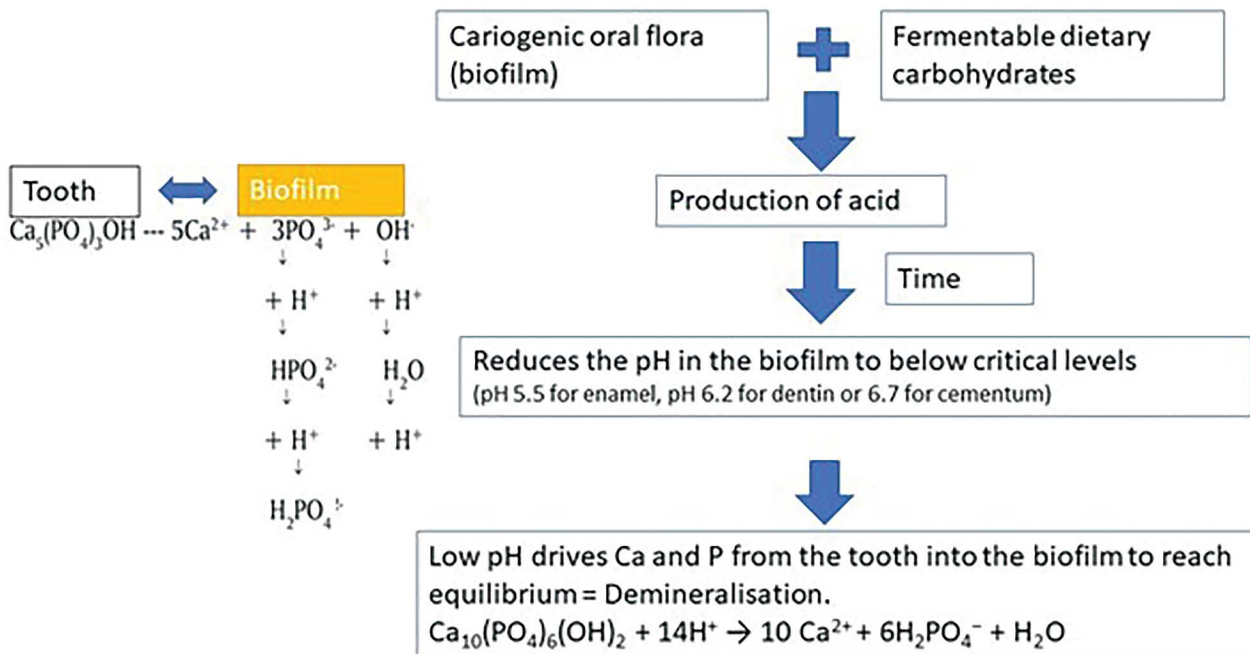 Cariogenic oral flora
(biofilm)
Fermentable dietary
carbohydrates
Production of acid
Time
Reduces the pH in the biofilm to below critical levels
(pH 5.5 for enamel, pH 6.2 for dentin or 6.7 for cementum)
Low pH drives Ca and P from the tooth into the biofilm to reach
equilibrium = Demineralisation.
Ca₁₀(PO₄)₆(OH)₂ + 14H⁺ → 10 Ca²⁺ + 6H₂PO₄⁻ + H₂O
Tooth
Biofilm
Ca₅(PO₄)₃OH --- 5Ca²⁺ + 3PO₄³⁻ + OH⁻
↓ ↓
+ H⁺ + H⁺
↓ ↓
HPO₄²⁻ H₂O
↓ ↓
+ H⁺ + H⁺
↓
H₂PO₄